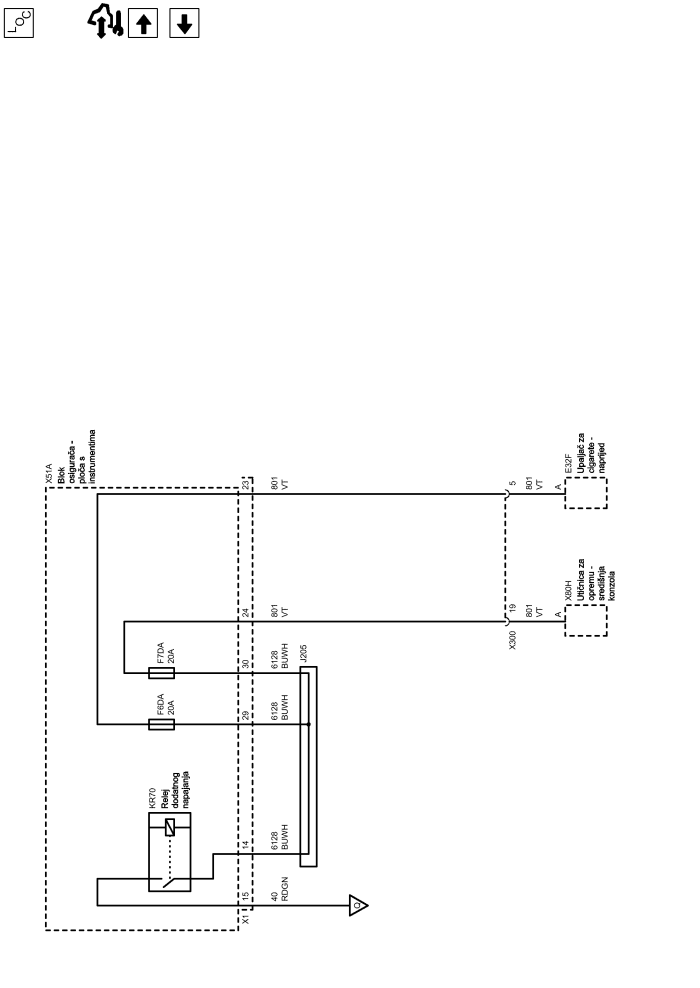 LOC
X51A
Blok
osigurača -
ploča s
instrumentima
KR70
Relej
dodatnog
napajanja
F6DA
20A
F7DA
20A
X1
15
14
29
30
24
23
40
RDGN
6128
BUWH
6128
BUWH
6128
BUWH
801
VT
801
VT
J205
Q
X300
19
5
801
VT
801
VT
A
A
X80H
Utičnica za
opremu -
središnja
konzola
E32F
Upaljač za
cigarete -
naprijed